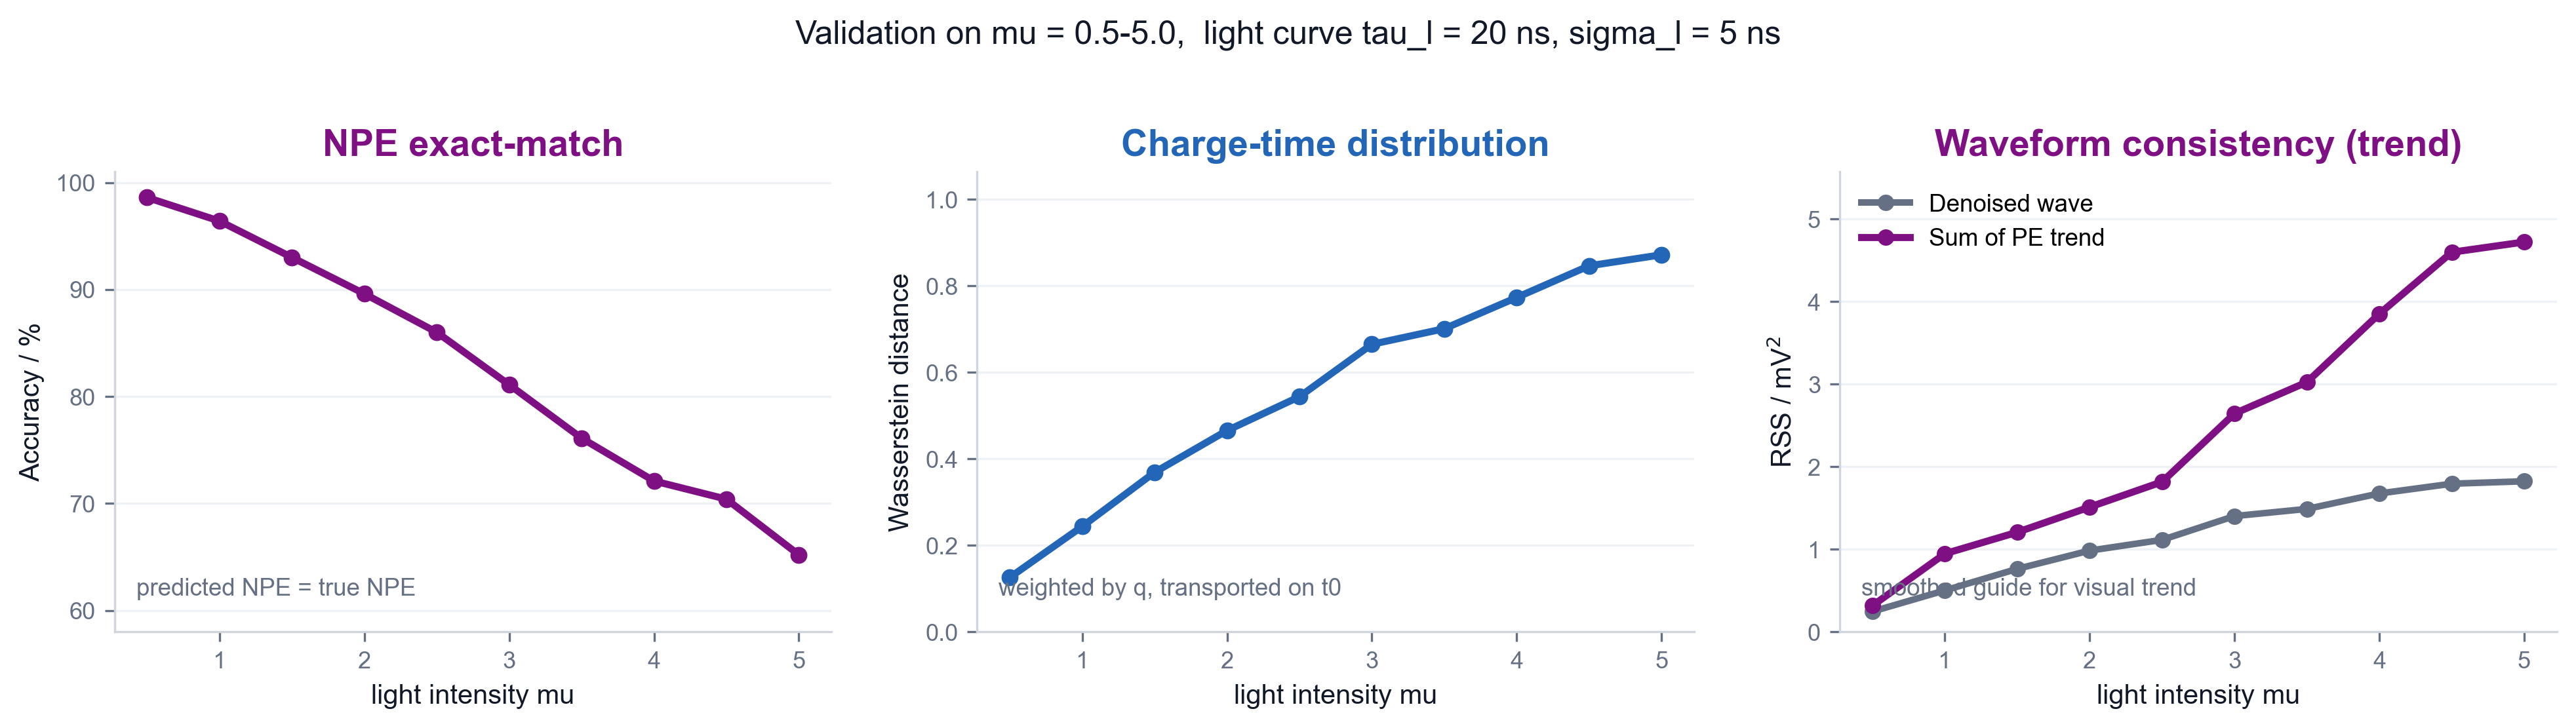 Validation on mu = 0.5-5.0,  light curve tau_l = 20 ns, sigma_l = 5 ns
NPE exact-match
Accuracy / %
100
90
80
70
60
predicted NPE = true NPE
1 2 3 4 5
light intensity mu
Charge-time distribution
Wasserstein distance
1.0
0.8
0.6
0.4
0.2
0.0
weighted by q, transported on t0
1 2 3 4 5
light intensity mu
Waveform consistency (trend)
Denoised wave
Sum of PE trend
RSS / mV²
5
4
3
2
1
0
smoothed guide for visual trend
1 2 3 4 5
light intensity mu